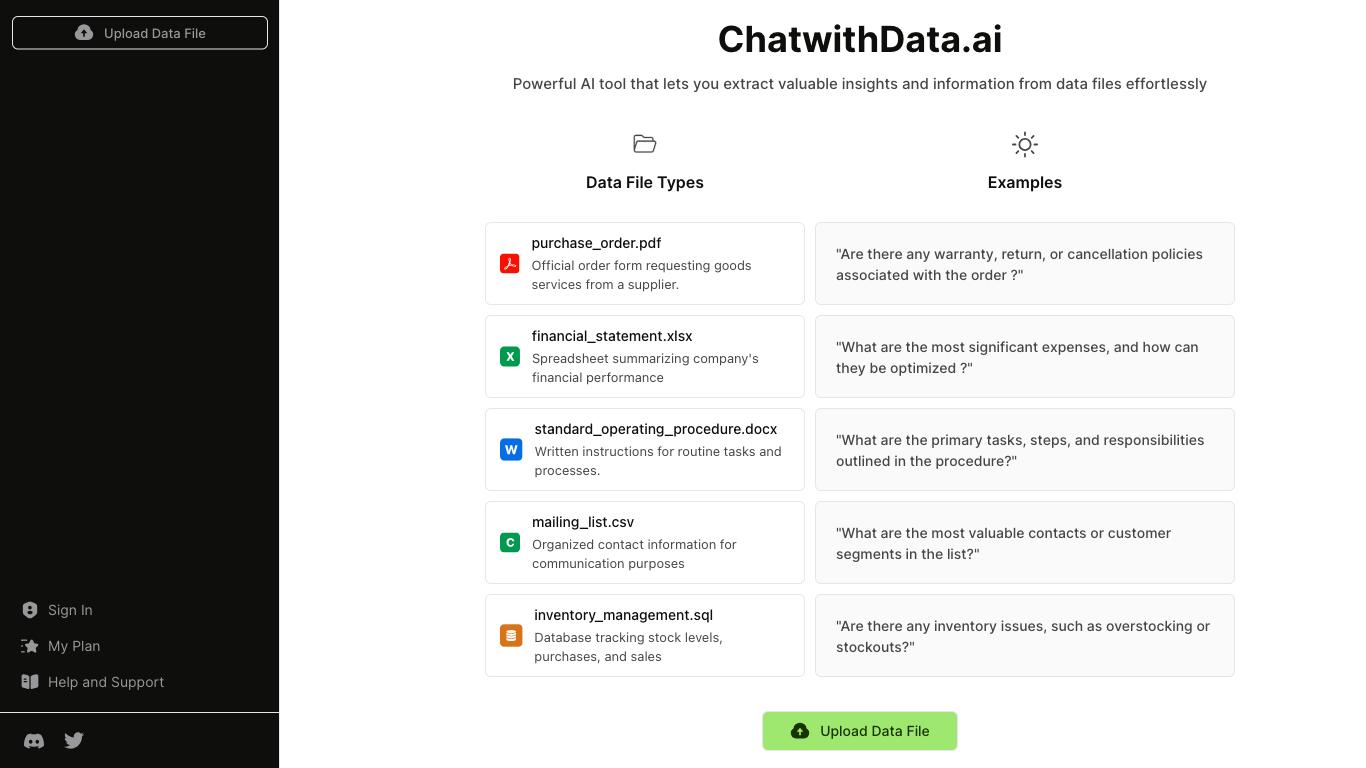 Upload Data File
Sign In
My Plan
Help and Support
ChatwithData.ai
Powerful AI tool that lets you extract valuable insights and information from data files effortlessly
Data File Types
Examples
purchase_order.pdf
Official order form requesting goods
services from a supplier.
"Are there any warranty, return, or cancellation policies
associated with the order ?"
X
financial_statement.xlsx
Spreadsheet summarizing company's
financial performance
"What are the most significant expenses, and how can
they be optimized ?"
W
standard_operating_procedure.docx
Written instructions for routine tasks and
processes.
"What are the primary tasks, steps, and responsibilities
outlined in the procedure?"
C
mailing_list.csv
Organized contact information for
communication purposes
"What are the most valuable contacts or customer
segments in the list?"
inventory_management.sql
Database tracking stock levels,
purchases, and sales
"Are there any inventory issues, such as overstocking or
stockouts?"
Upload Data File